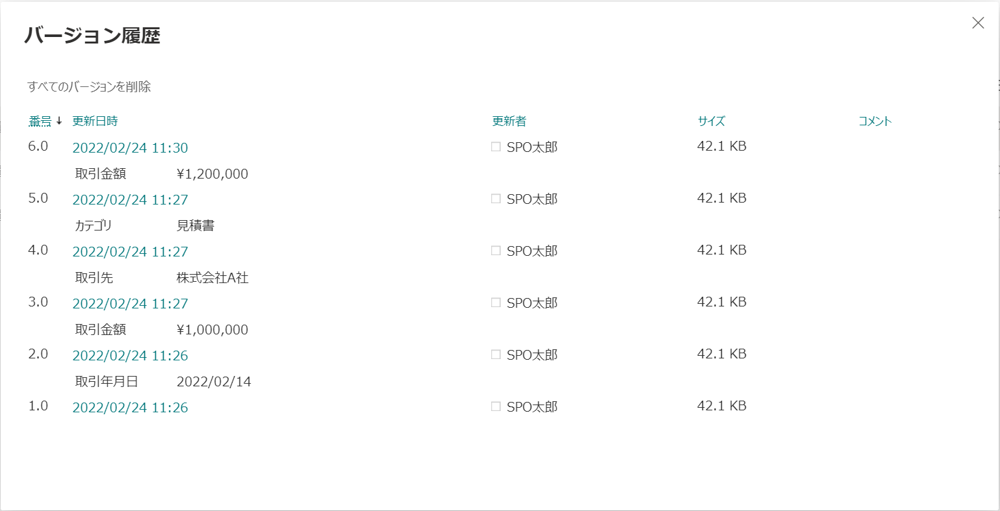 バージョン履歴
すべてのバージョンを削除
番号↓ 更新日時 更新者 サイズ コメント
6.0 2022/02/24 11:30 SPO太郎 42.1 KB
取引金額 ¥1,200,000
5.0 2022/02/24 11:27 SPO太郎 42.1 KB
カテゴリ 見積書
4.0 2022/02/24 11:27 SPO太郎 42.1 KB
取引先 株式会社A社
3.0 2022/02/24 11:27 SPO太郎 42.1 KB
取引金額 ¥1,000,000
2.0 2022/02/24 11:26 SPO太郎 42.1 KB
取引年月日 2022/02/14
1.0 2022/02/24 11:26 SPO太郎 42.1 KB